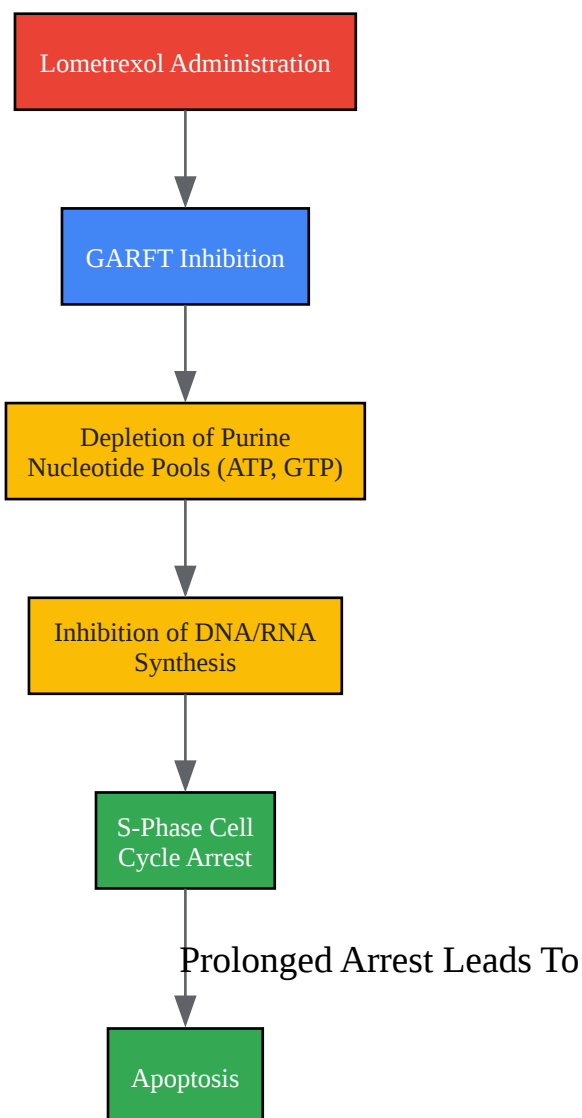 Lometrexol Administration
GARFT Inhibition
Depletion of Purine
Nucleotide Pools (ATP, GTP)
Inhibition of DNA/RNA
Synthesis
S-Phase Cell
Cycle Arrest
Prolonged Arrest Leads To
Apoptosis